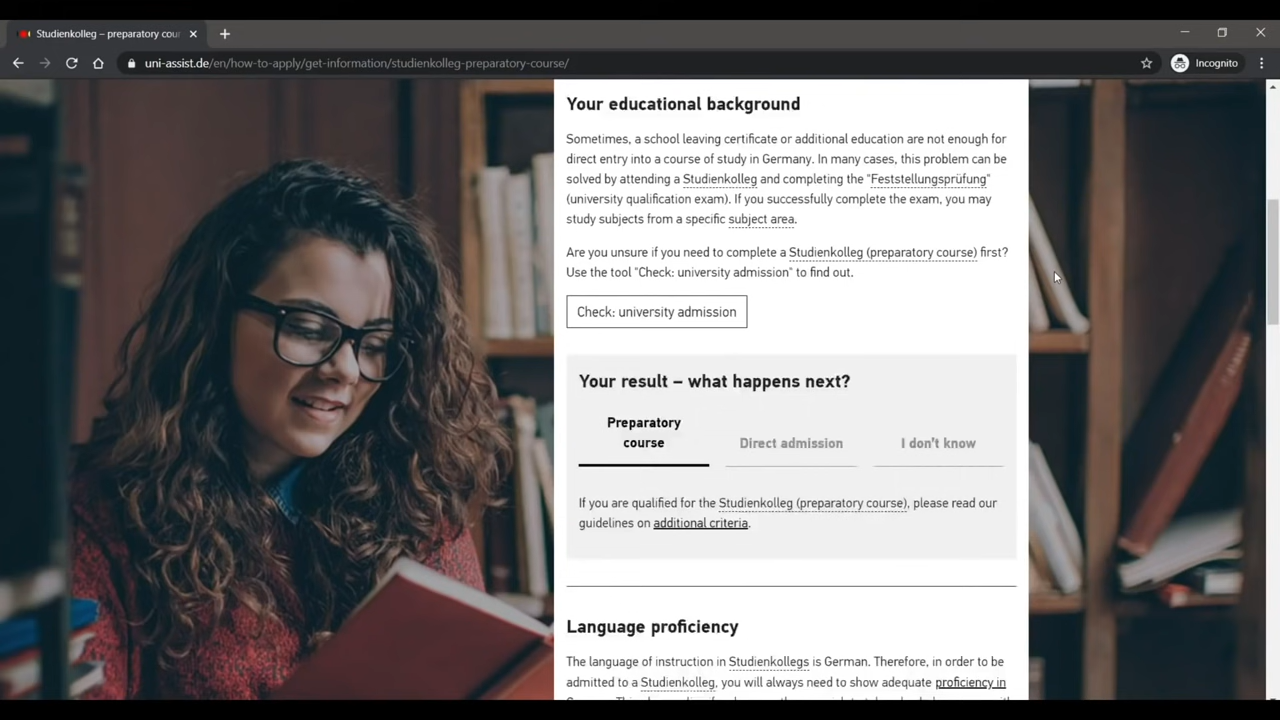 Studienkolleg – preparatory cour
uni-assist.de/en/how-to-apply/get-information/studienkolleg-preparatory-course/
Incognito
Your educational background
Sometimes, a school leaving certificate or additional education are not enough for
direct entry into a course of study in Germany. In many cases, this problem can be
solved by attending a Studienkolleg and completing the "Feststellungsprüfung"
(university qualification exam). If you successfully complete the exam, you may
study subjects from a specific subject area.
Are you unsure if you need to complete a Studienkolleg (preparatory course) first?
Use the tool "Check: university admission" to find out.
Check: university admission
Your result – what happens next?
Preparatory
course
Direct admission
I don't know
If you are qualified for the Studienkolleg (preparatory course), please read our
guidelines on additional criteria.
Language proficiency
The language of instruction in Studienkollegs is German. Therefore, in order to be
admitted to a Studienkolleg, you will always need to show adequate proficiency in